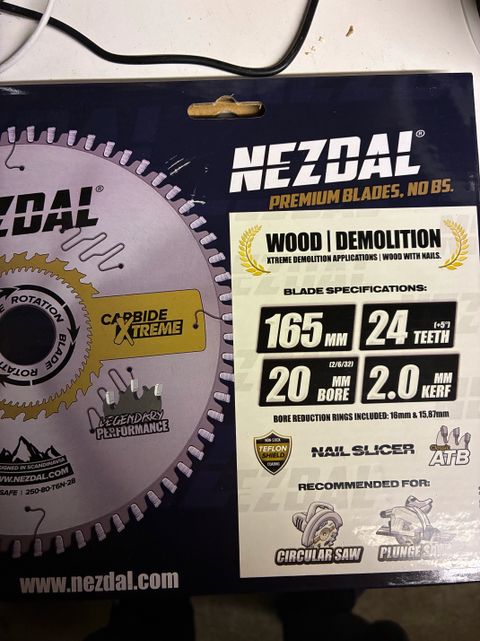 NEZDAL®
PREMIUM BLADES, NO BS.
WOOD | DEMOLITION
XTREME DEMOLITION APPLICATIONS | WOOD WITH NAILS.
BLADE SPECIFICATIONS:
165 MM
24 (+5°) TEETH
20 (2/6/32) MM BORE
2.0 MM KERF
BORE REDUCTION RINGS INCLUDED: 16mm & 15,87mm
NON-STICK TEFLON SHIELD COATING
NAIL SLICER
ATB
RECOMMENDED FOR:
CIRCULAR SAW
PLUNGE SAW
ZDAL®
ROTATION
BLADE
CARBIDE
XTREME
LEGENDARY
PERFORMANCE
DESIGNED IN SCANDINAVIA
WWW.NEZDAL.COM
SAFE | 250-80-T6N-28
www.nezdal.com